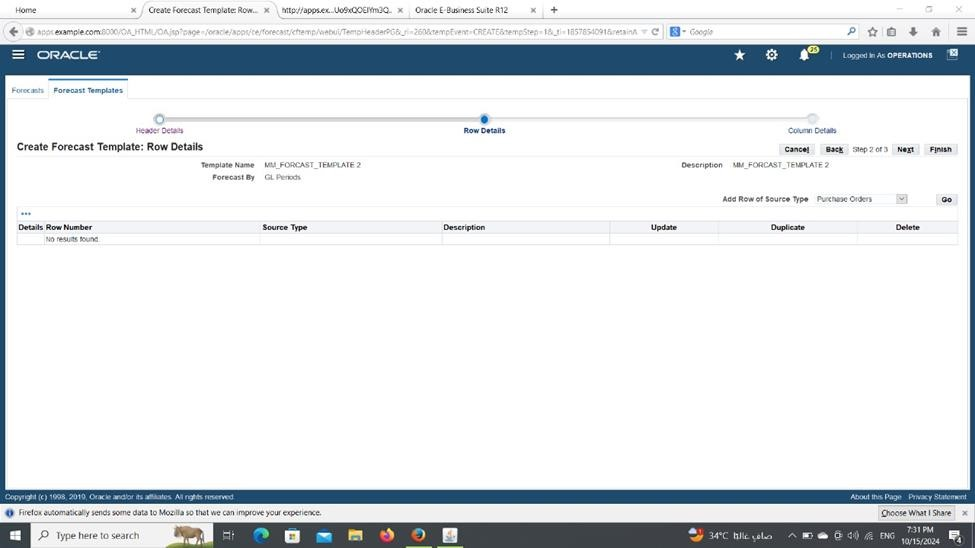 Home
Create Forecast Template: Row...
http://apps.ex...Uo9xQOEIYm3Q...
Oracle E-Business Suite R12
apps.example.com:8000/OA_HTML/OA.jsp?page=/oracle/apps/ce/forecast/cftemp/webui/TempHeaderPG&_ri=260&tempEvent=CREATE&tempStep=1&_ti=1857854091&retainA
Google
ORACLE
35
Logged In As OPERATIONS
Forecasts
Forecast Templates
Header Details
Row Details
Column Details
Create Forecast Template: Row Details
Cancel
Back
Step 2 of 3
Next
Finish
Template Name MM_FORCAST_TEMPLATE 2
Description MM_FORCAST_TEMPLATE 2
Forecast By GL Periods
Add Row of Source Type Purchase Orders
Go
Details Row Number Source Type Description Update Duplicate Delete
No results found.
Copyright (c) 1998, 2019, Oracle and/or its affiliates. All rights reserved.
About this Page Privacy Statement
Firefox automatically sends some data to Mozilla so that we can improve your experience.
Choose What I Share
Type here to search
34°C
صافي غالبًا
ENG
7:31 PM
10/15/2024
4